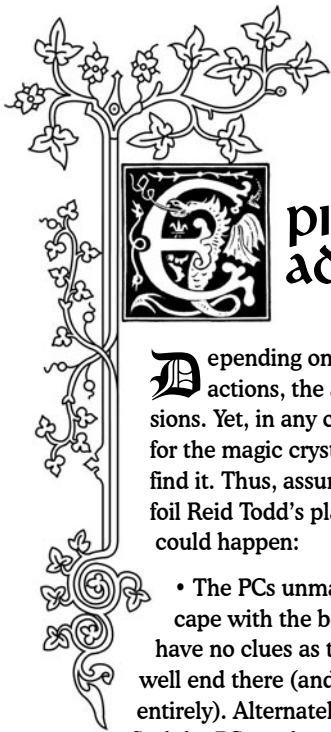 Epi
ad
Depending on
actions, the a
sions. Yet, in any c
for the magic cryst
find it. Thus, assu
foil Reid Todd's pla
could happen:
• The PCs unma
cape with the b
have no clues as t
well end there (and
entirely). Alternatel